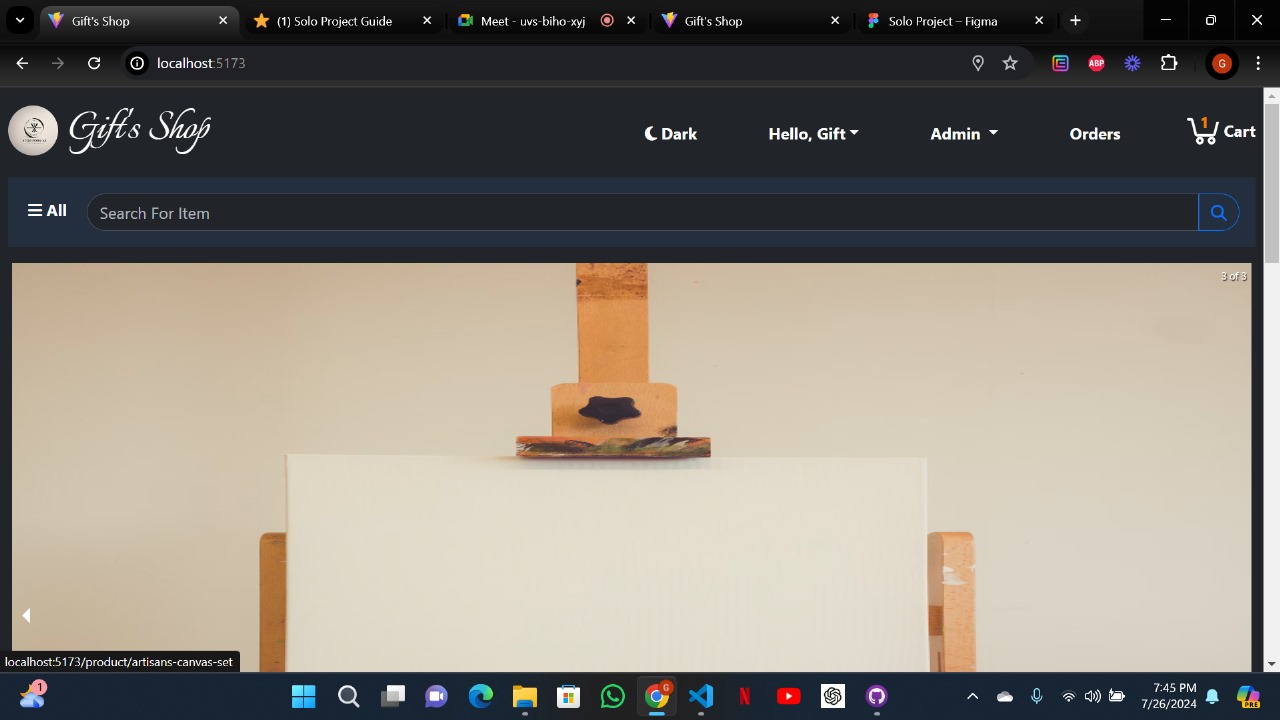 Gift's Shop
(1) Solo Project Guide
Meet - uvs-biho-xyj
Gift's Shop
Solo Project – Figma
localhost:5173
ABP
G
Gift's Shop
Dark
Hello, Gift
Admin
Orders
1
Cart
All
Search For Item
3 of 3
localhost:5173/product/artisans-canvas-set
1
G
N
7:45 PM
7/26/2024
PRE